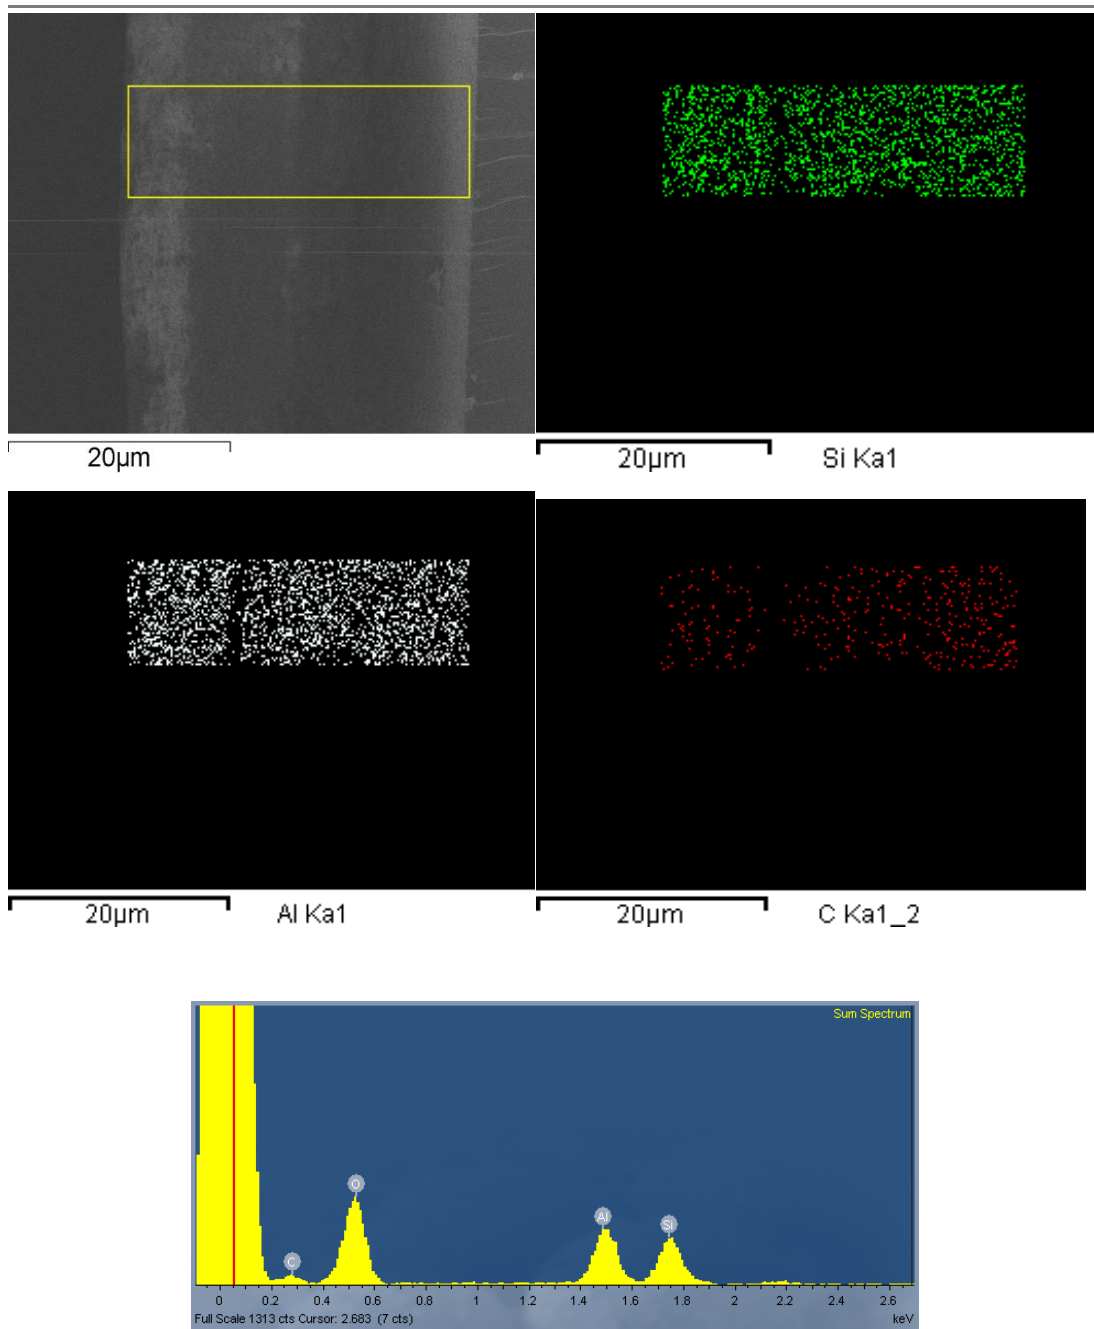 20µm
20µm Si Ka1
20µm Al Ka1
20µm C Ka1_2
Sum Spectrum
C
O
Al
Si
0 0.2 0.4 0.6 0.8 1 1.2 1.4 1.6 1.8 2 2.2 2.4 2.6
Full Scale 1313 cts Cursor: 2.683 (7 cts) keV